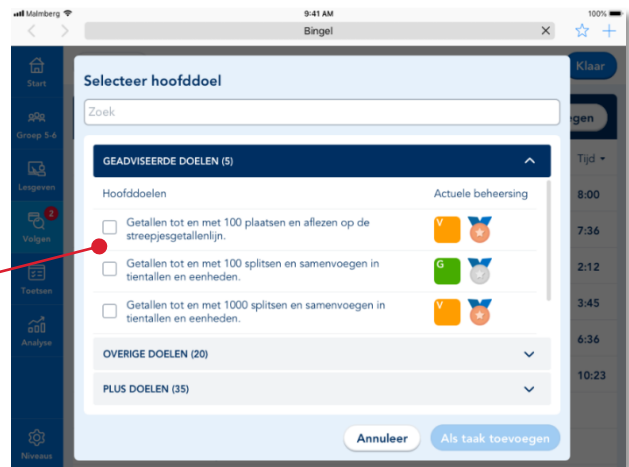 Malmberg
9:41 AM
100%
Bingel
Start
Groep 5-6
Lesgeven
2
Volgen
Toetsen
Analyse
Niveaus
Klaar
egen
Tijd
8:00
7:36
2:12
3:45
6:36
10:23
Selecteer hoofddoel
Zoek
GEADVISEERDE DOELEN (5)
Hoofddoelen
Actuele beheersing
Getallen tot en met 100 plaatsen en aflezen op de
streepjesgetallenlijn.
V
Getallen tot en met 100 splitsen en samenvoegen in
tientallen en eenheden.
G
Getallen tot en met 1000 splitsen en samenvoegen in
tientallen en eenheden.
V
OVERIGE DOELEN (20)
PLUS DOELEN (35)
Annuleer
Als taak toevoegen